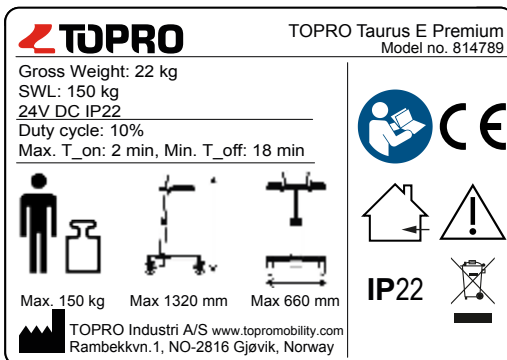 TOPRO
TOPRO Taurus E Premium
Model no. 814789
Gross Weight: 22 kg
SWL: 150 kg
24V DC IP22
Duty cycle: 10%
Max. T_on: 2 min, Min. T_off: 18 min
CE
Max. 150 kg
Max 1320 mm
Max 660 mm
IP22
TOPRO Industri A/S www.topromobility.com
Rambekkvn.1, NO-2816 Gjøvik, Norway